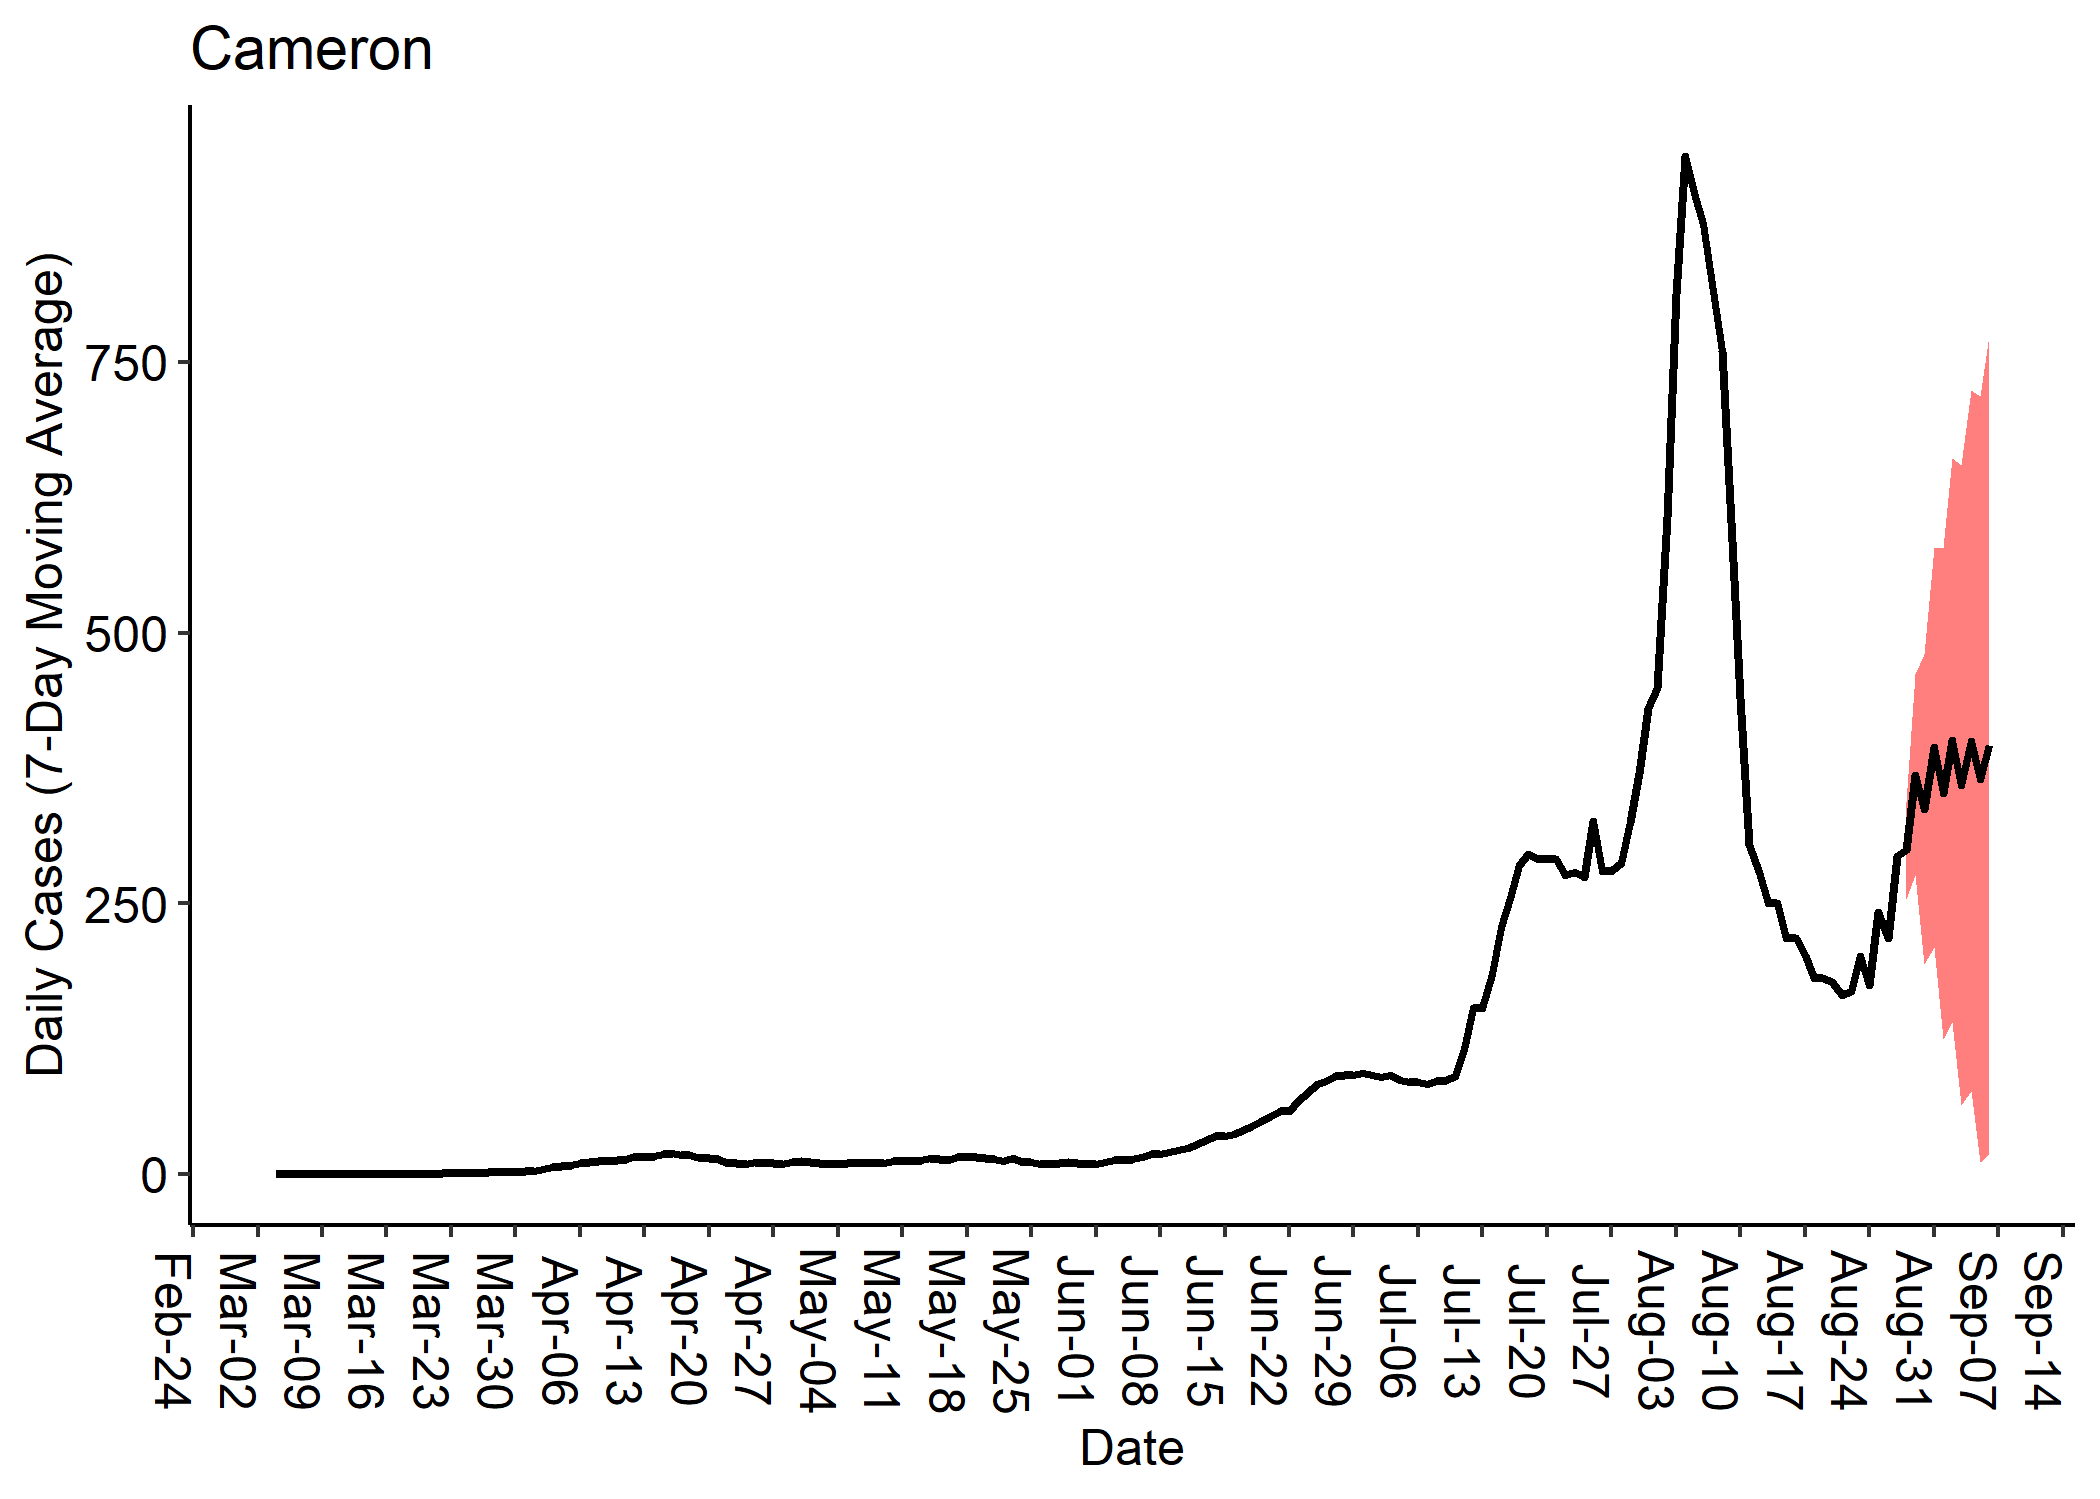 Cameron
Daily Cases (7-Day Moving Average)
750
500
250
0
Feb-24
Mar-02
Mar-09
Mar-16
Mar-23
Mar-30
Apr-06
Apr-13
Apr-20
Apr-27
May-04
May-11
May-18
May-25
Jun-01
Jun-08
Jun-15
Jun-22
Jun-29
Jul-06
Jul-13
Jul-20
Jul-27
Aug-03
Aug-10
Aug-17
Aug-24
Aug-31
Sep-07
Sep-14
Date